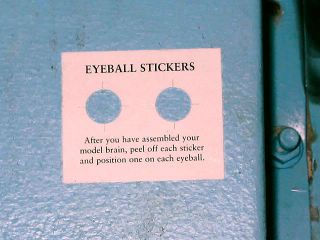 EYEBALL STICKERS
After you have assembled your
model brain, peel off each sticker
and position one on each eyeball.